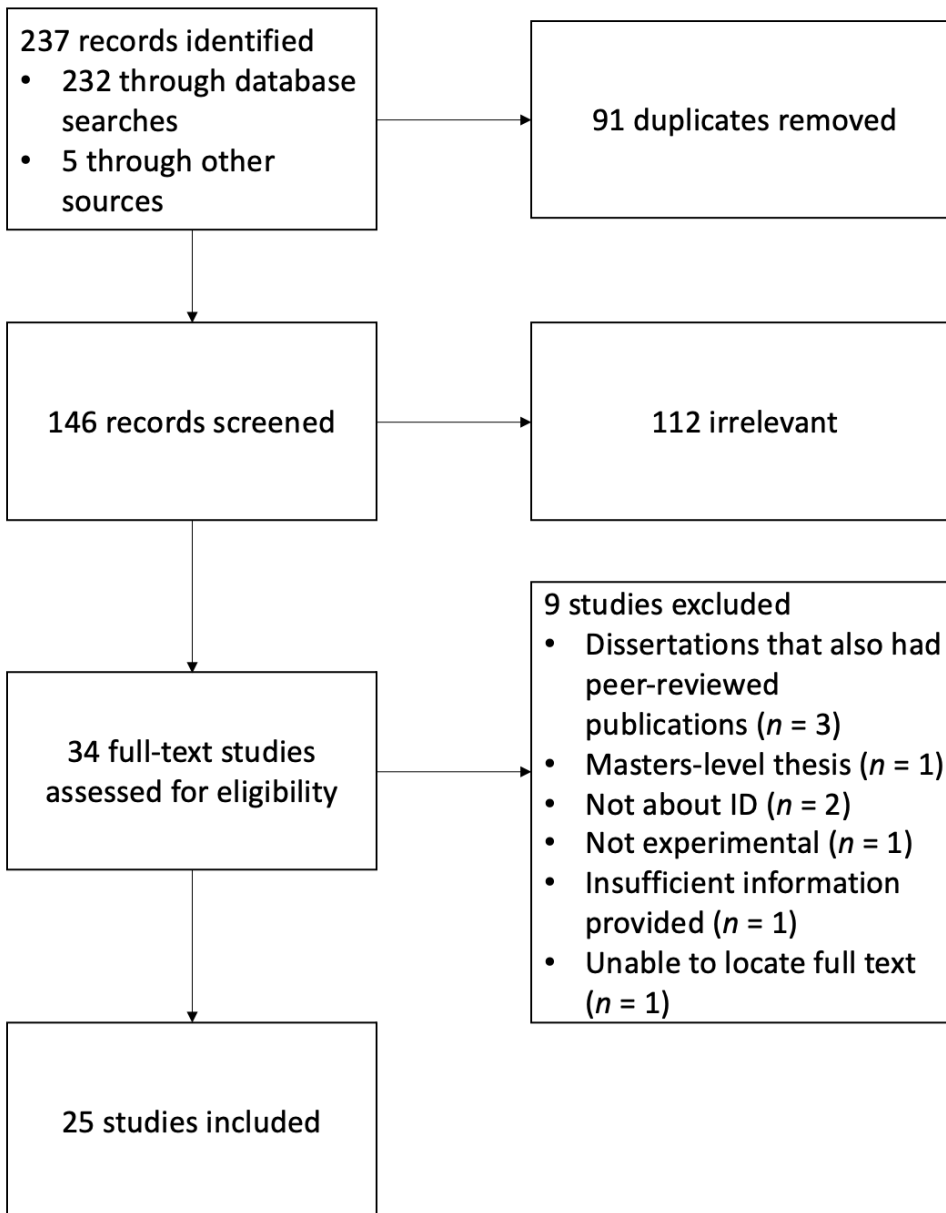 237 records identified
• 232 through database
searches
• 5 through other
sources
91 duplicates removed
146 records screened
112 irrelevant
34 full-text studies
assessed for eligibility
9 studies excluded
• Dissertations that also had
peer-reviewed
publications (n = 3)
• Masters-level thesis (n = 1)
• Not about ID (n = 2)
• Not experimental (n = 1)
• Insufficient information
provided (n = 1)
• Unable to locate full text
(n = 1)
25 studies included